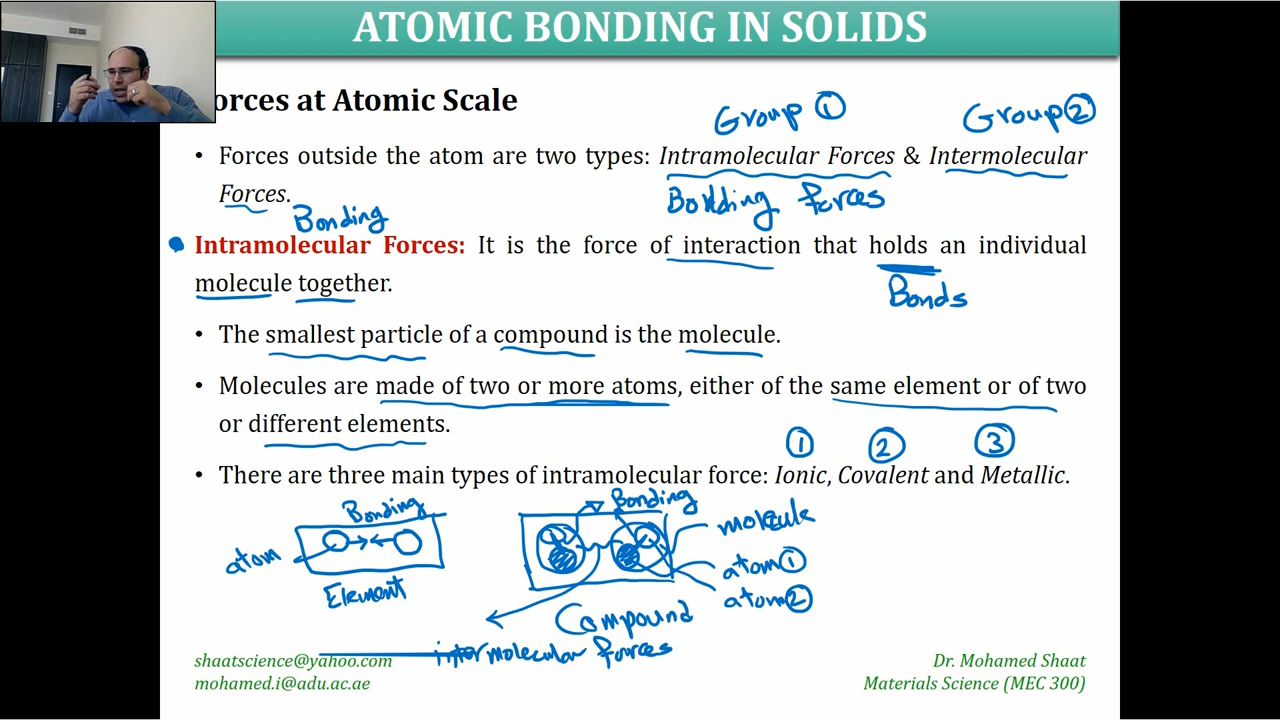 ATOMIC BONDING IN SOLIDS
orces at Atomic Scale
Group ①
Group ②
• Forces outside the atom are two types: Intramolecular Forces & Intermolecular
Forces.
Bonding forces
Bonding
• Intramolecular Forces: It is the force of interaction that holds an individual
molecule together.
Bonds
• The smallest particle of a compound is the molecule.
• Molecules are made of two or more atoms, either of the same element or of two
or different elements.
① ② ③
• There are three main types of intramolecular force: Ionic, Covalent and Metallic.
Bonding
Bonding
molecule
atom
atom ①
Element
atom ②
Compound
intermolecular forces
shaatscience@yahoo.com
mohamed.i@adu.ac.ae
Dr. Mohamed Shaat
Materials Science (MEC 300)